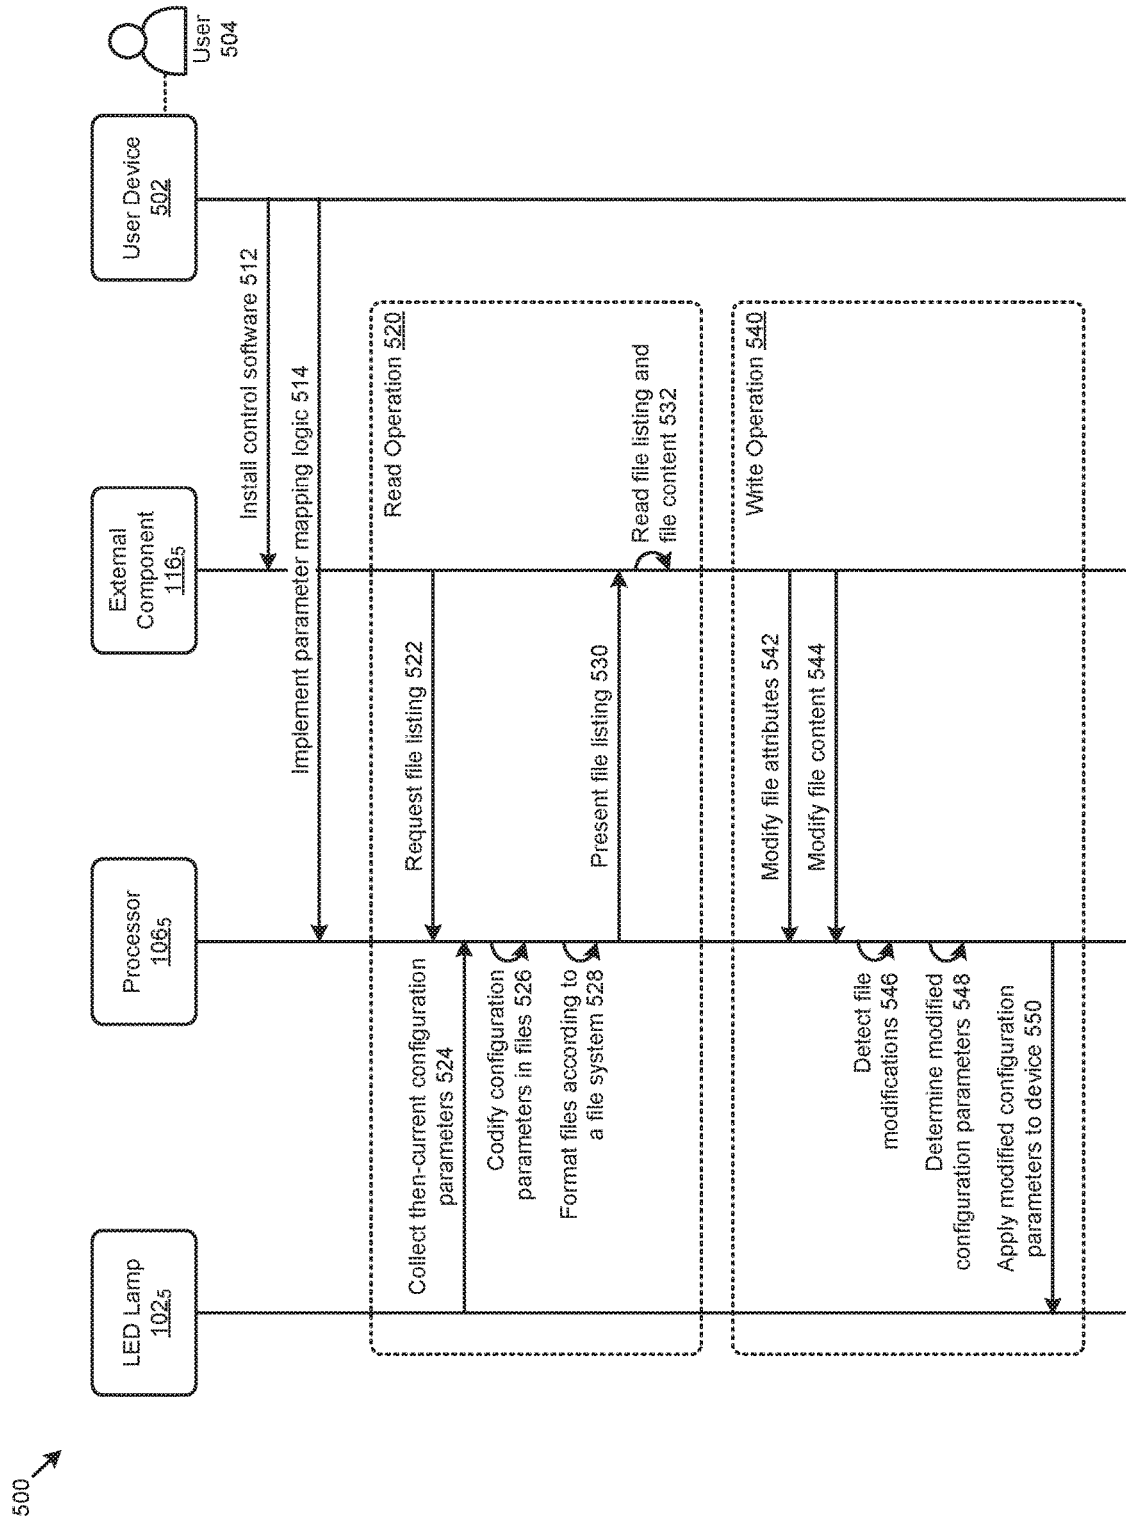 500
LED Lamp
102₅
Processor
106₅
External
Component
116₅
User Device
502
User
504
Install control software 512
Implement parameter mapping logic 514
Read Operation 520
Request file listing 522
Collect then-current configuration
parameters 524
Codify configuration
parameters in files 526
Format files according to
a file system 528
Present file listing 530
Read file listing and
file content 532
Write Operation 540
Modify file attributes 542
Modify file content 544
Detect file
modifications 546
Determine modified
configuration parameters 548
Apply modified configuration
parameters to device 550